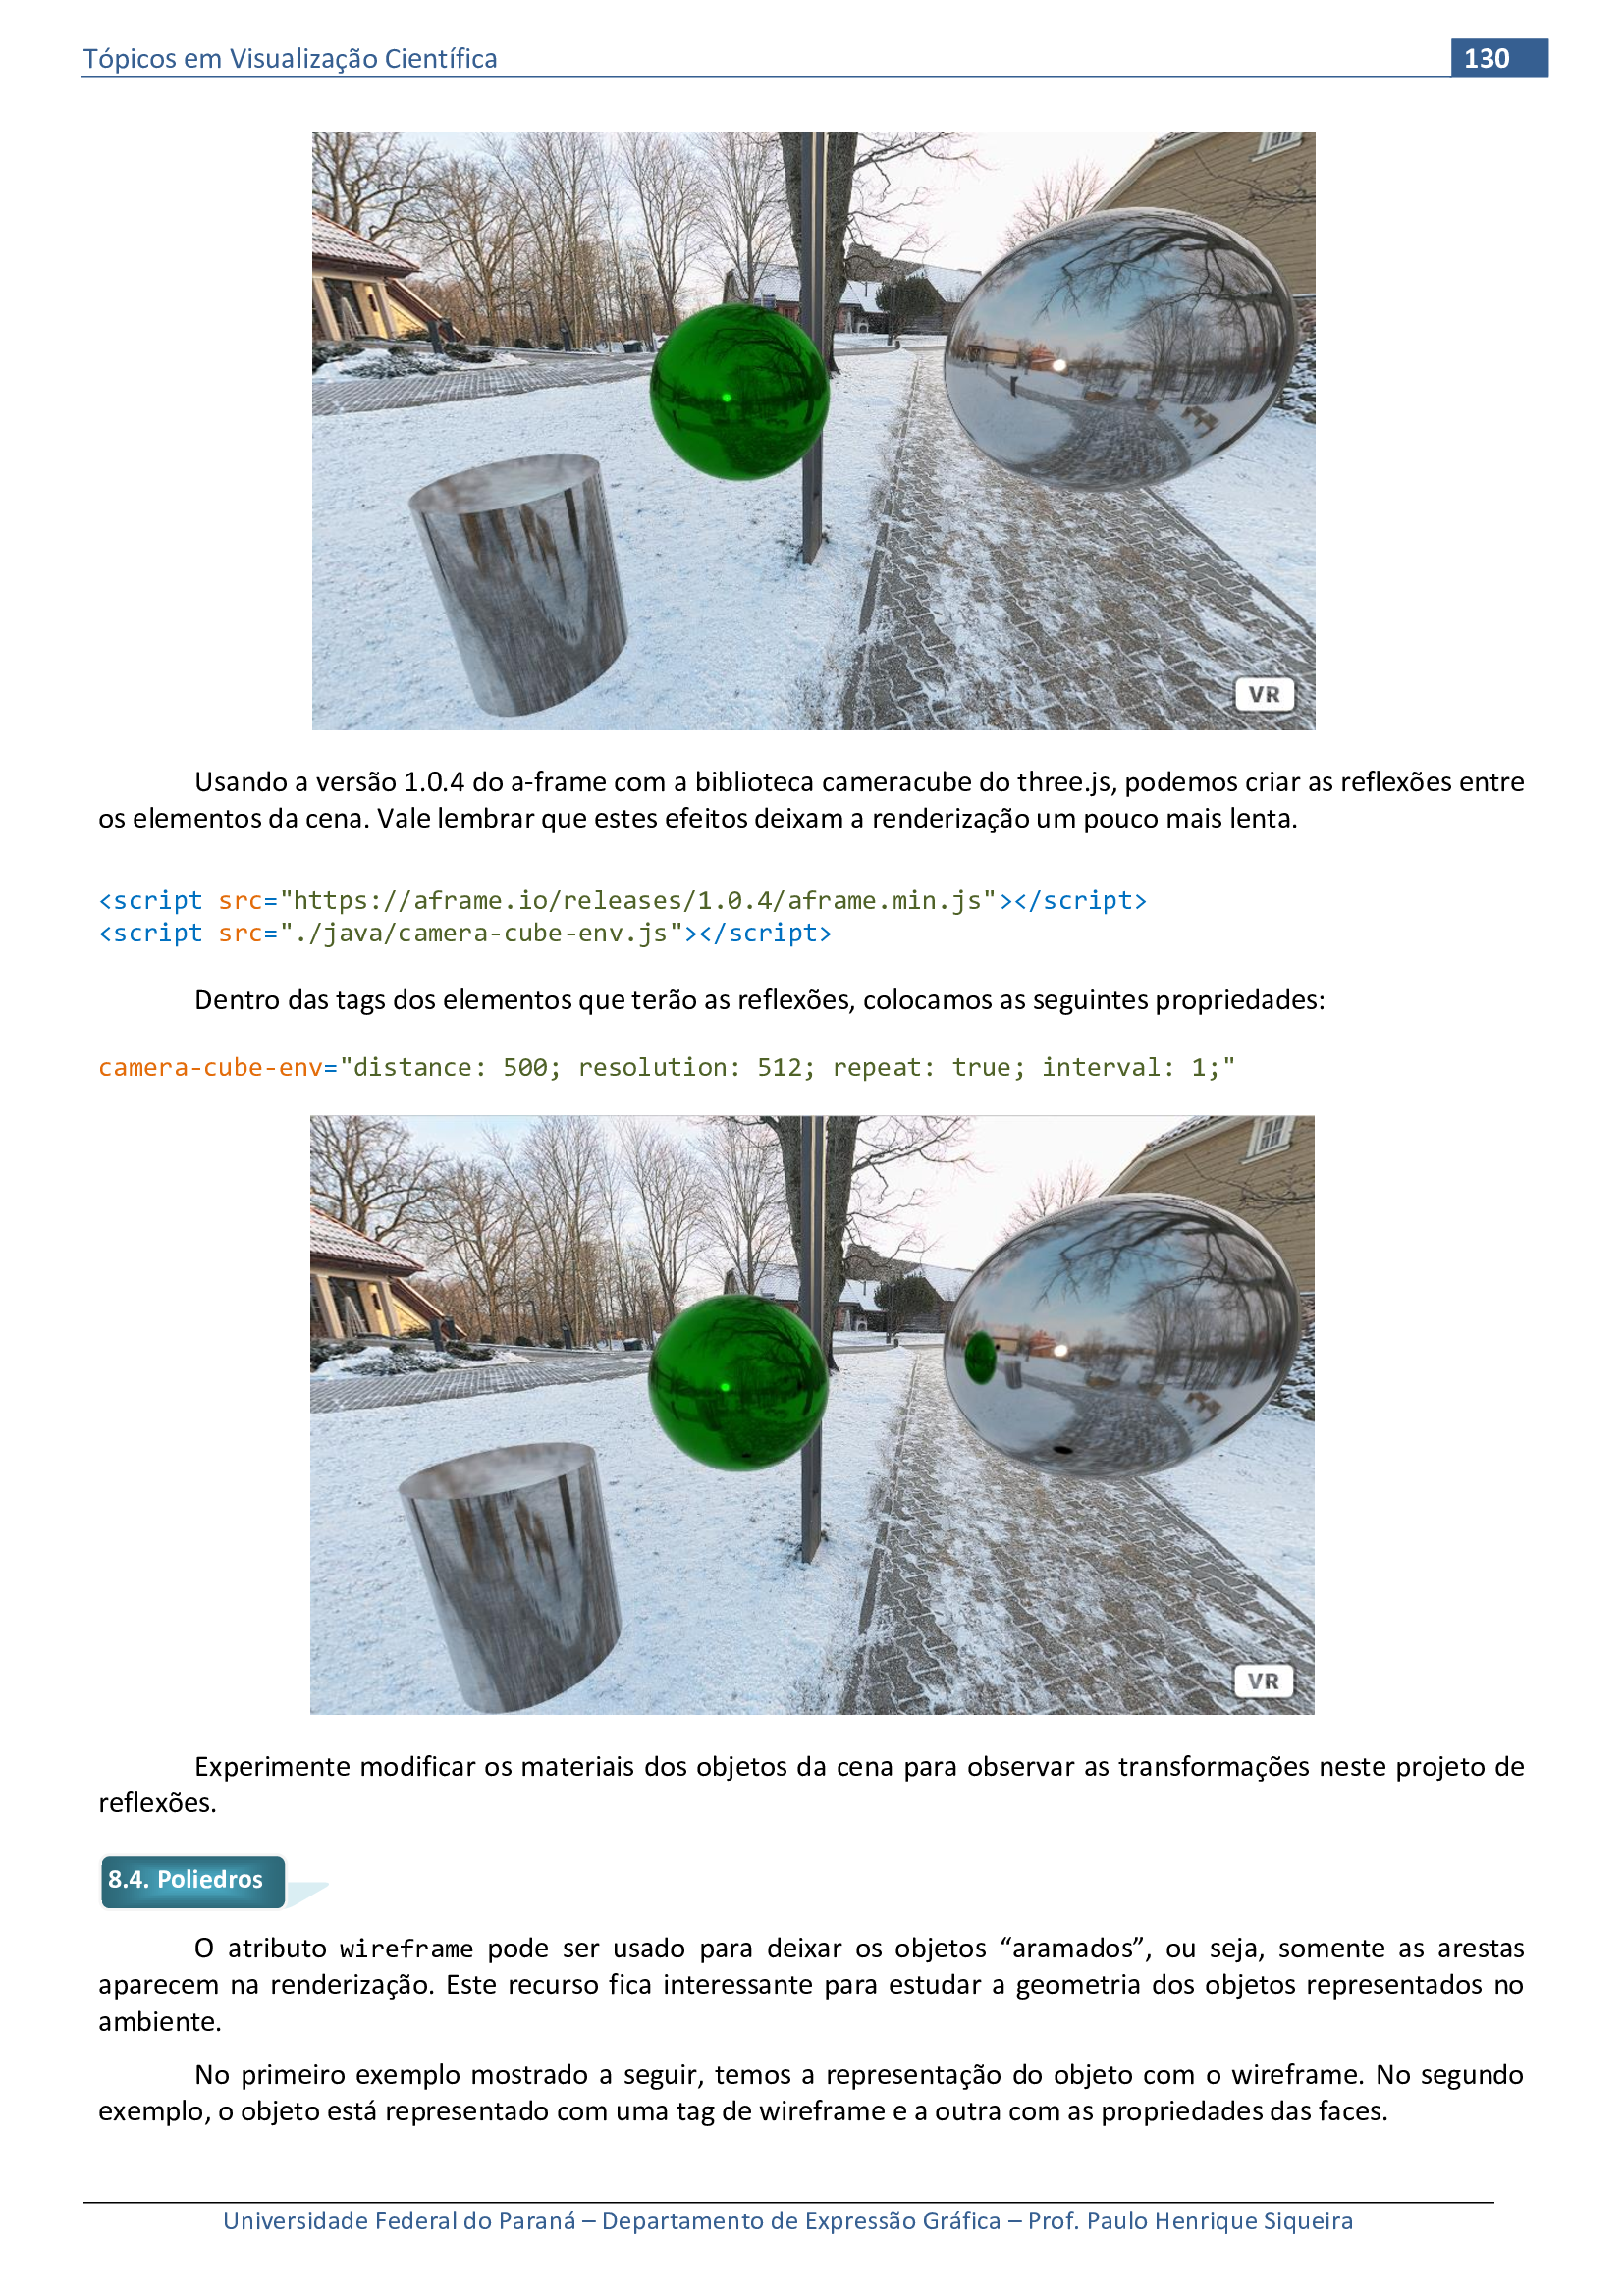 Tópicos em Visualização Científica
130
VR
Usando a versão 1.0.4 do a-frame com a biblioteca cameracube do three.js, podemos criar as reflexões entre
os elementos da cena. Vale lembrar que estes efeitos deixam a renderização um pouco mais lenta.
<script src="https://aframe.io/releases/1.0.4/aframe.min.js"></script>
<script src="./java/camera-cube-env.js"></script>
Dentro das tags dos elementos que terão as reflexões, colocamos as seguintes propriedades:
camera-cube-env="distance: 500; resolution: 512; repeat: true; interval: 1;"
VR
Experimente modificar os materiais dos objetos da cena para observar as transformações neste projeto de
reflexões.
8.4. Poliedros
O atributo wireframe pode ser usado para deixar os objetos “aramados”, ou seja, somente as arestas
aparecem na renderização. Este recurso fica interessante para estudar a geometria dos objetos representados no
ambiente.
No primeiro exemplo mostrado a seguir, temos a representação do objeto com o wireframe. No segundo
exemplo, o objeto está representado com uma tag de wireframe e a outra com as propriedades das faces.
Universidade Federal do Paraná – Departamento de Expressão Gráfica – Prof. Paulo Henrique Siqueira